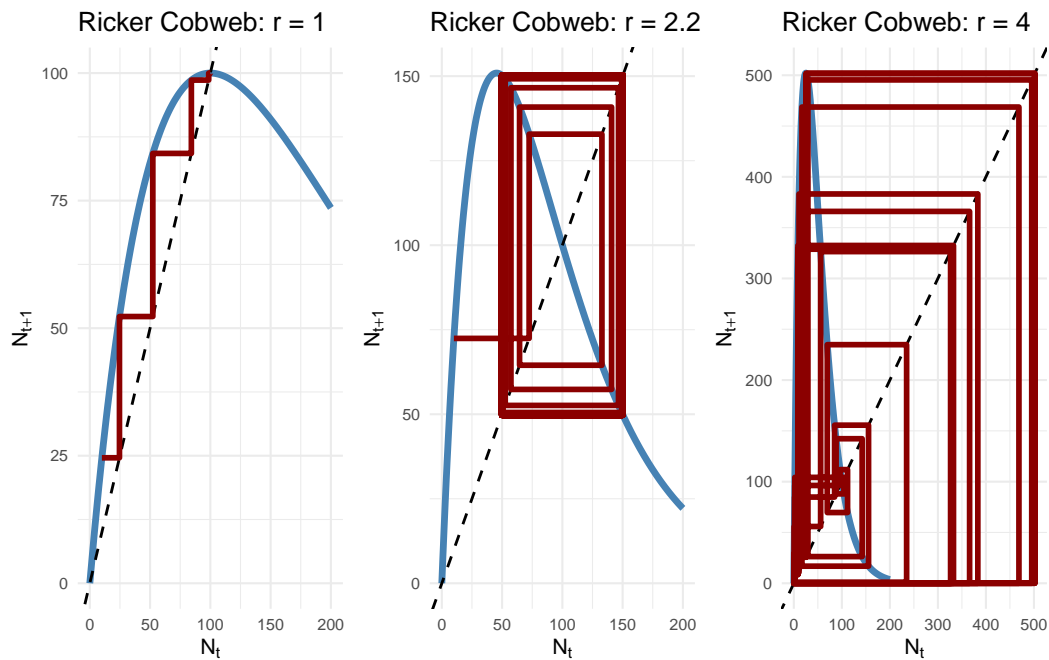 Ricker Cobweb: r = 1
N_{t+1}
100
75
50
25
0
0 50 100 150 200
N_t
Ricker Cobweb: r = 2.2
N_{t+1}
150
100
50
0
0 50 100 150 200
N_t
Ricker Cobweb: r = 4
N_{t+1}
500
400
300
200
100
0
0 100 200 300 400 500
N_t